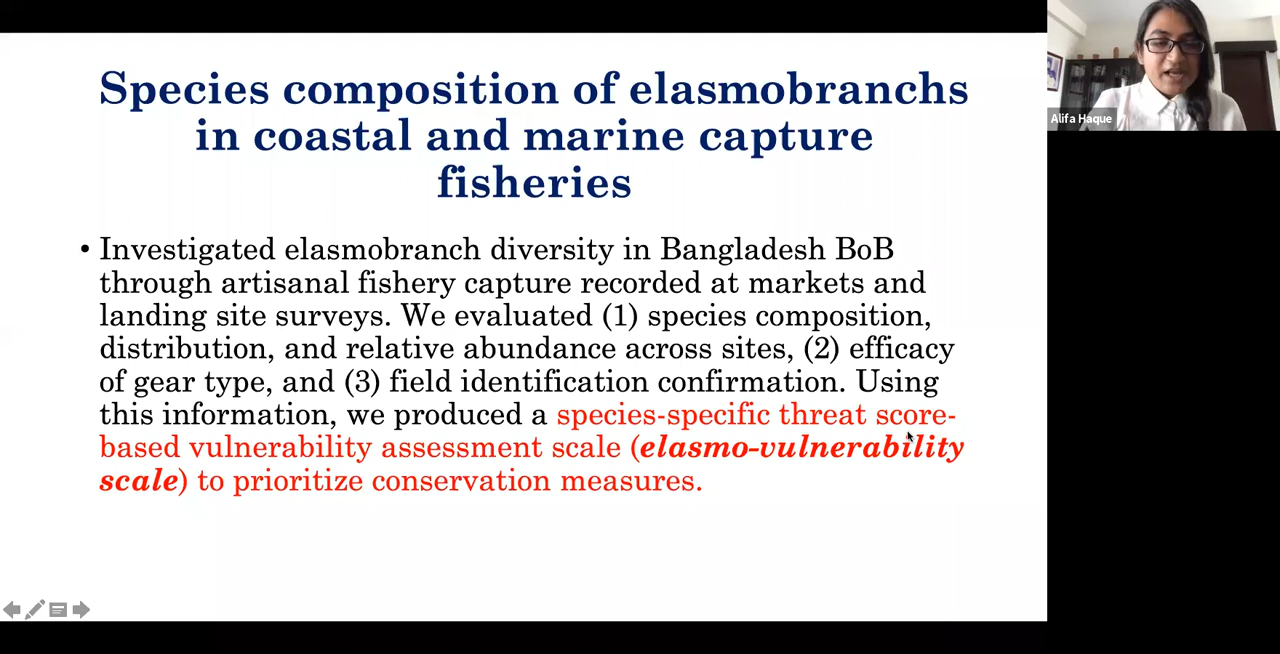 Species composition of elasmobranchs
in coastal and marine capture
fisheries
• Investigated elasmobranch diversity in Bangladesh BoB
through artisanal fishery capture recorded at markets and
landing site surveys. We evaluated (1) species composition,
distribution, and relative abundance across sites, (2) efficacy
of gear type, and (3) field identification confirmation. Using
this information, we produced a species-specific threat score-
based vulnerability assessment scale (elasmo-vulnerability
scale) to prioritize conservation measures.
Alifa Haque